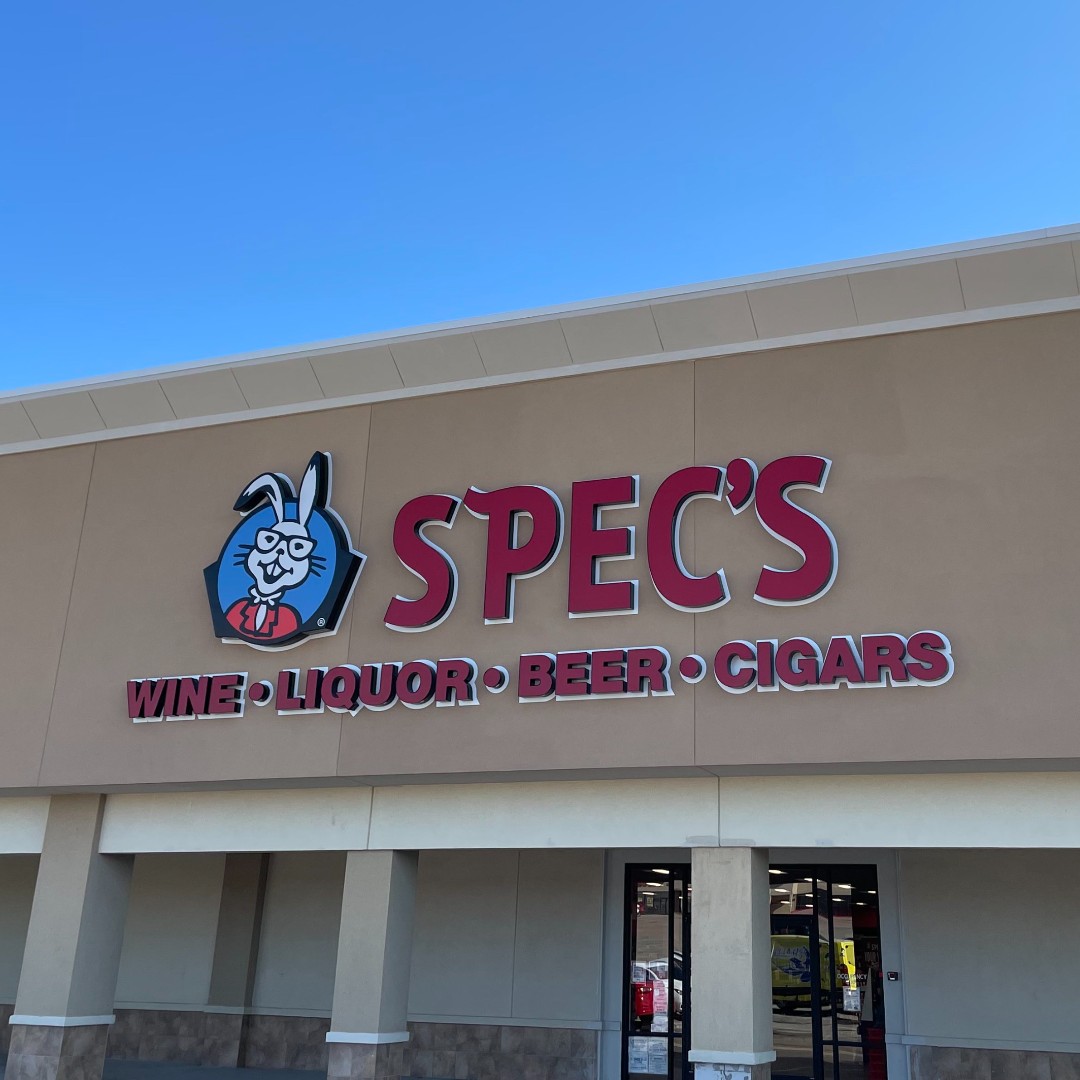 SPEC'S
®
WINE • LIQUOR • BEER • CIGARS